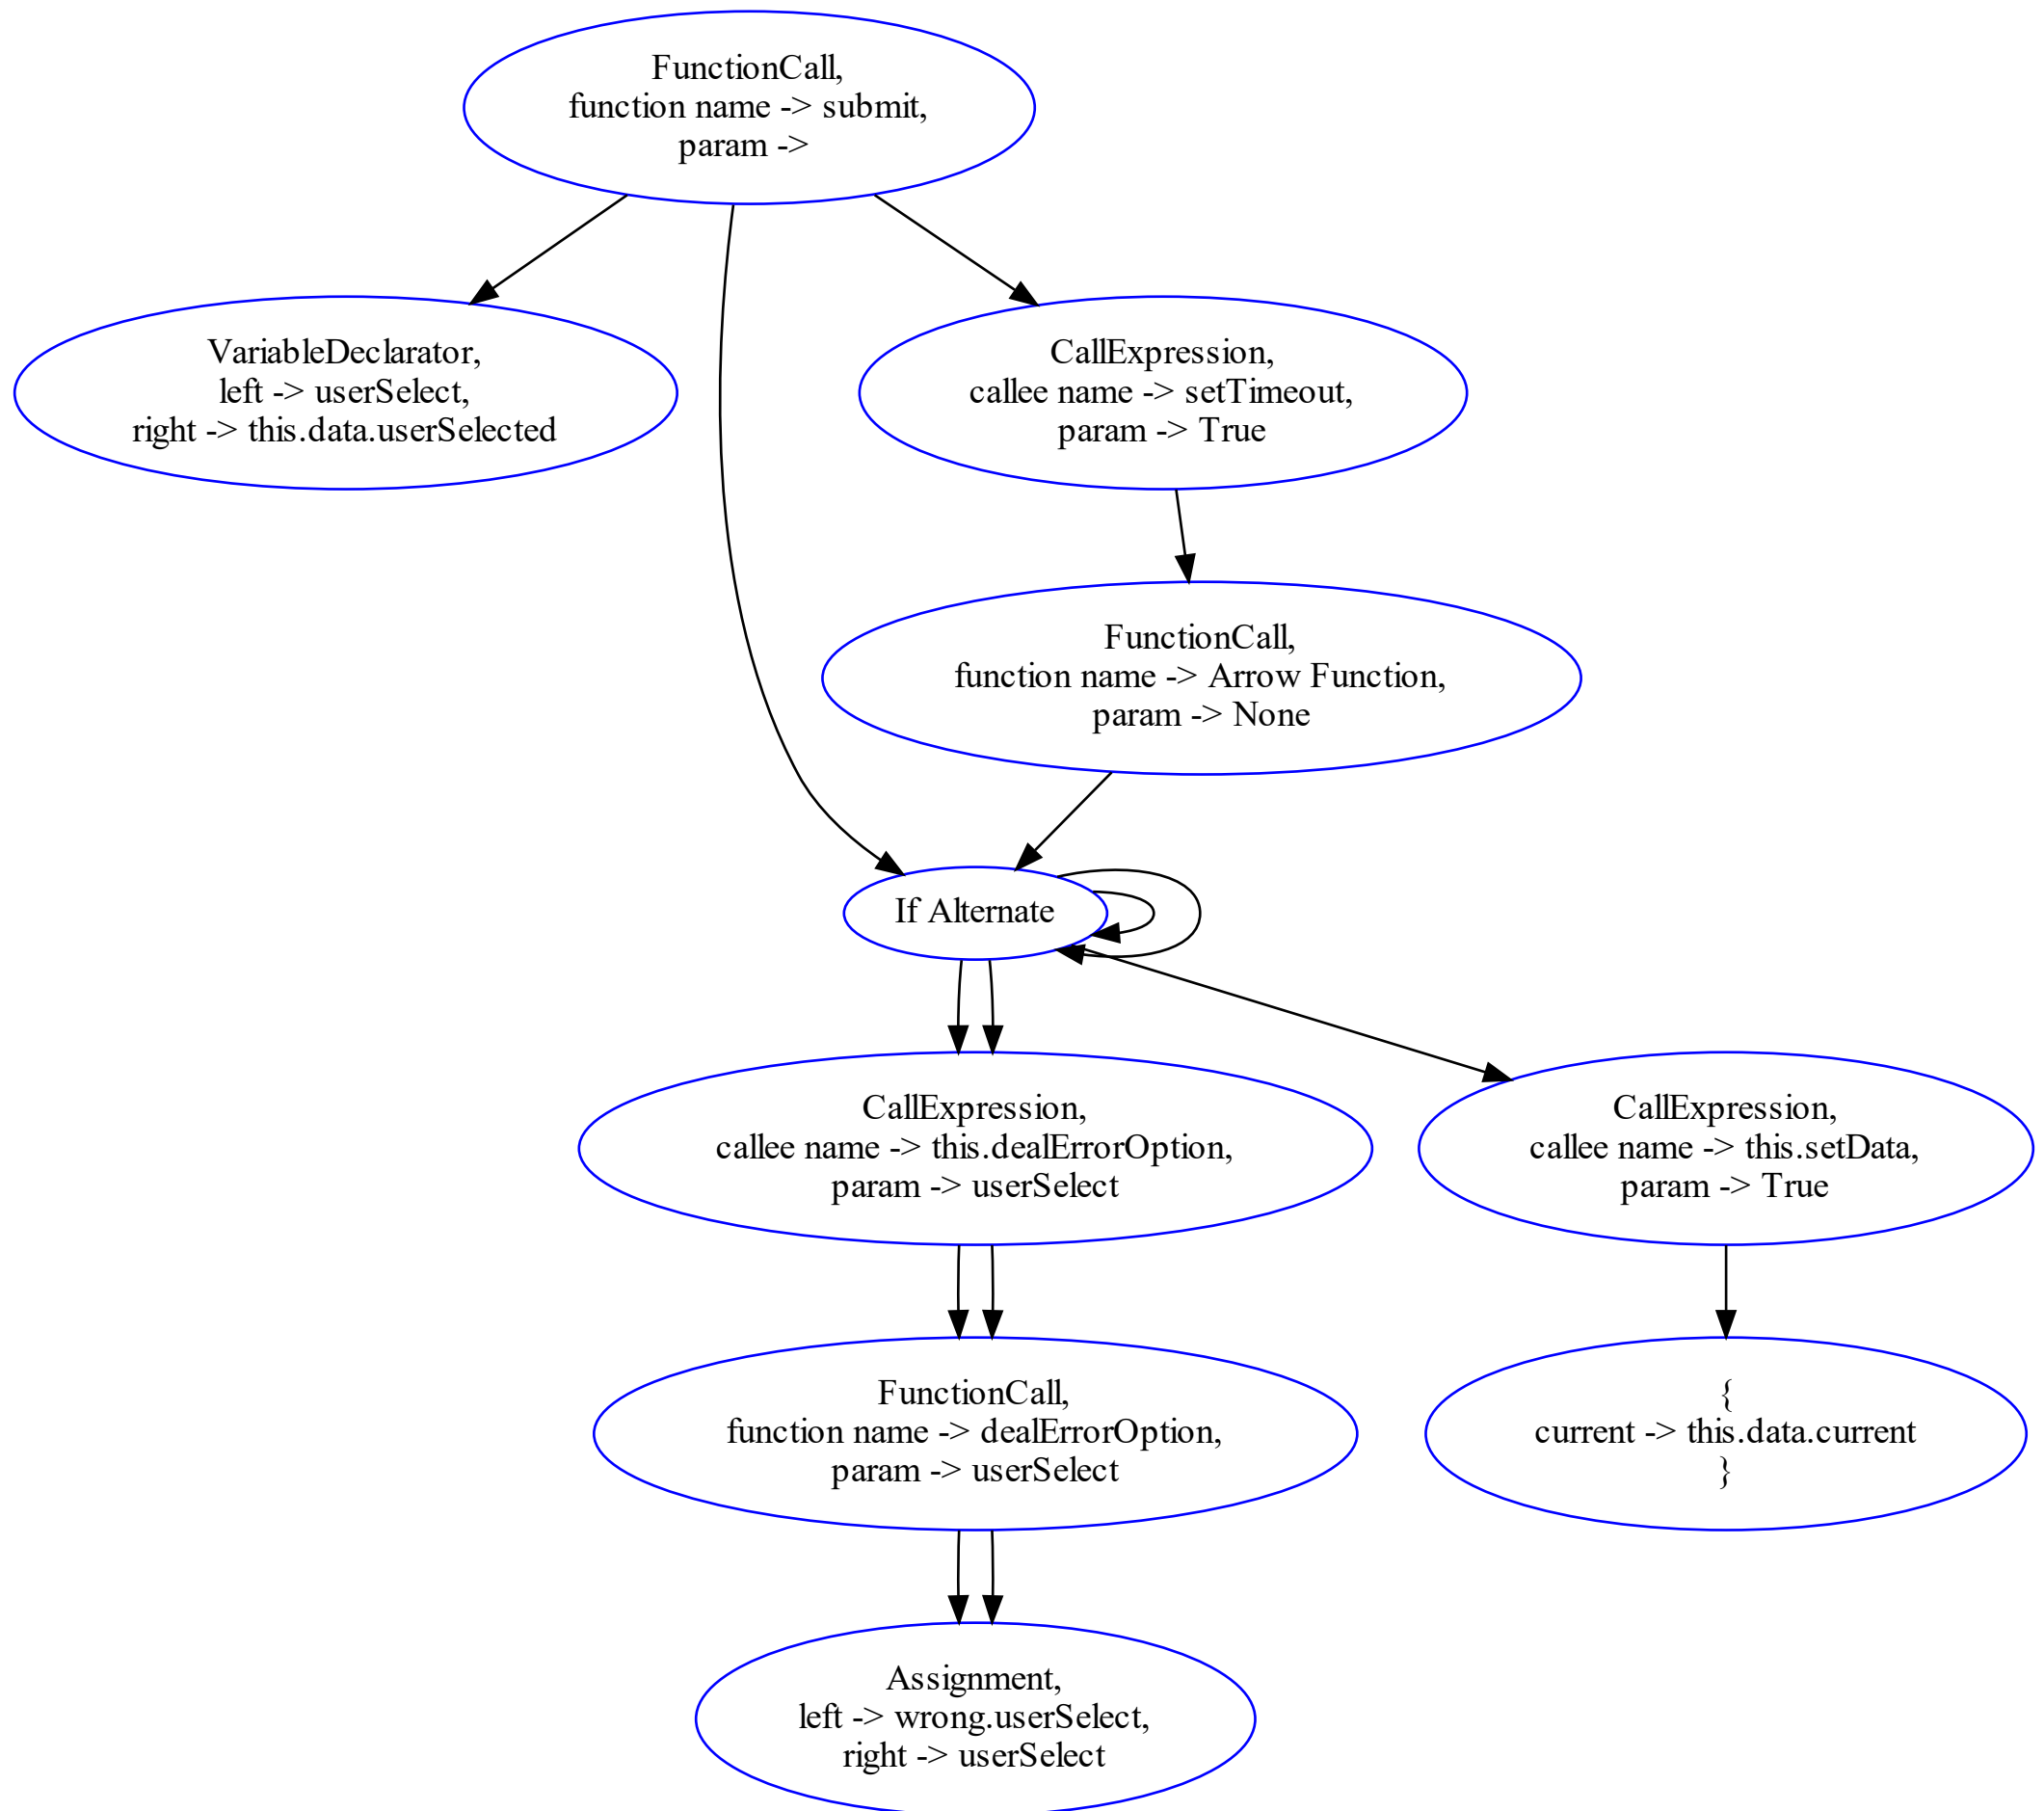 FunctionCall,
function name -> submit,
param ->
VariableDeclarator,
left -> userSelect,
right -> this.data.userSelected
CallExpression,
callee name -> setTimeout,
param -> True
FunctionCall,
function name -> Arrow Function,
param -> None
If Alternate
CallExpression,
callee name -> this.dealErrorOption,
param -> userSelect
CallExpression,
callee name -> this.setData,
param -> True
FunctionCall,
function name -> dealErrorOption,
param -> userSelect
{
current -> this.data.current
}
Assignment,
left -> wrong.userSelect,
right -> userSelect